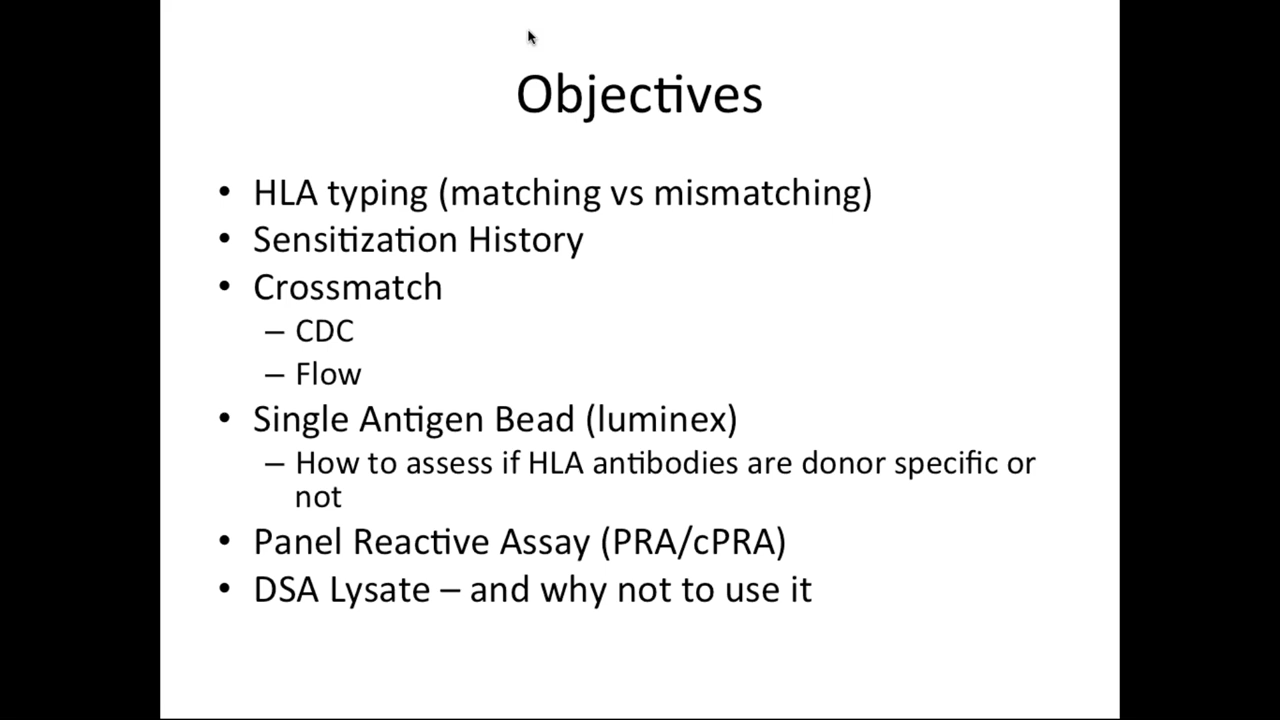 Objectives
• HLA typing (matching vs mismatching)
• Sensitization History
• Crossmatch
– CDC
– Flow
• Single Antigen Bead (luminex)
– How to assess if HLA antibodies are donor specific or
not
• Panel Reactive Assay (PRA/cPRA)
• DSA Lysate – and why not to use it